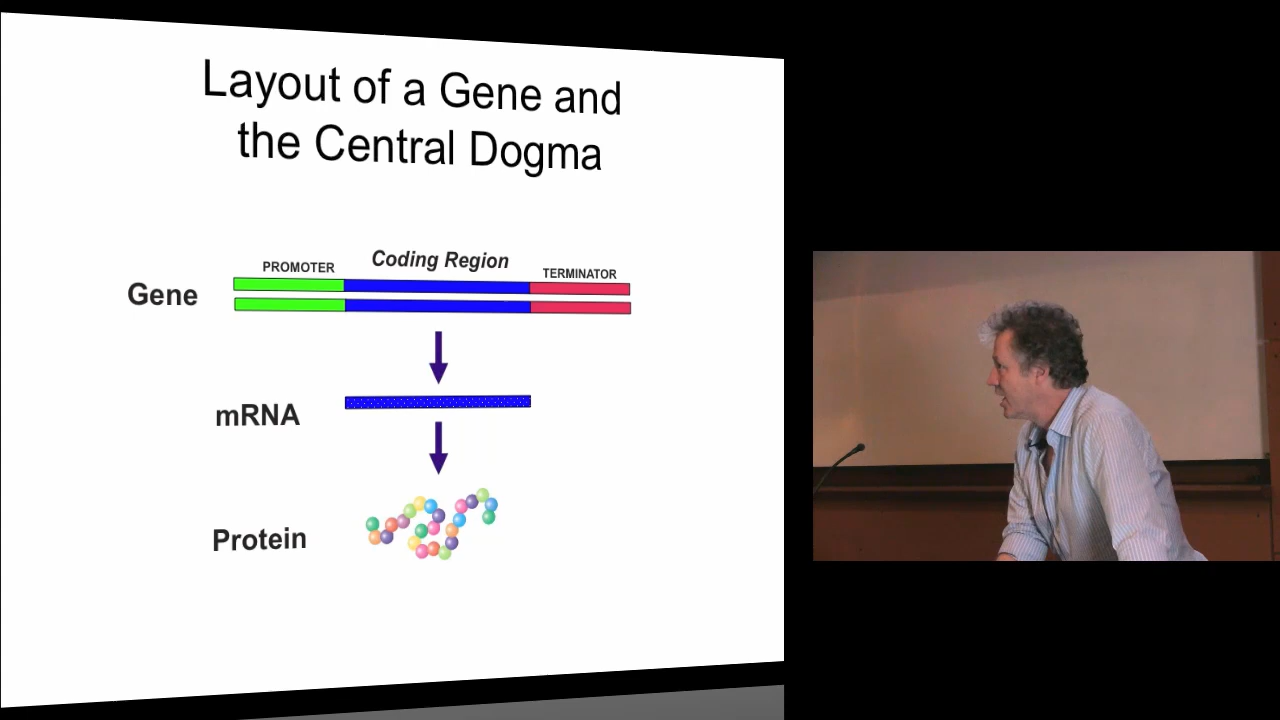 Layout of a Gene and
the Central Dogma
PROMOTER
Coding Region
TERMINATOR
Gene
mRNA
Protein